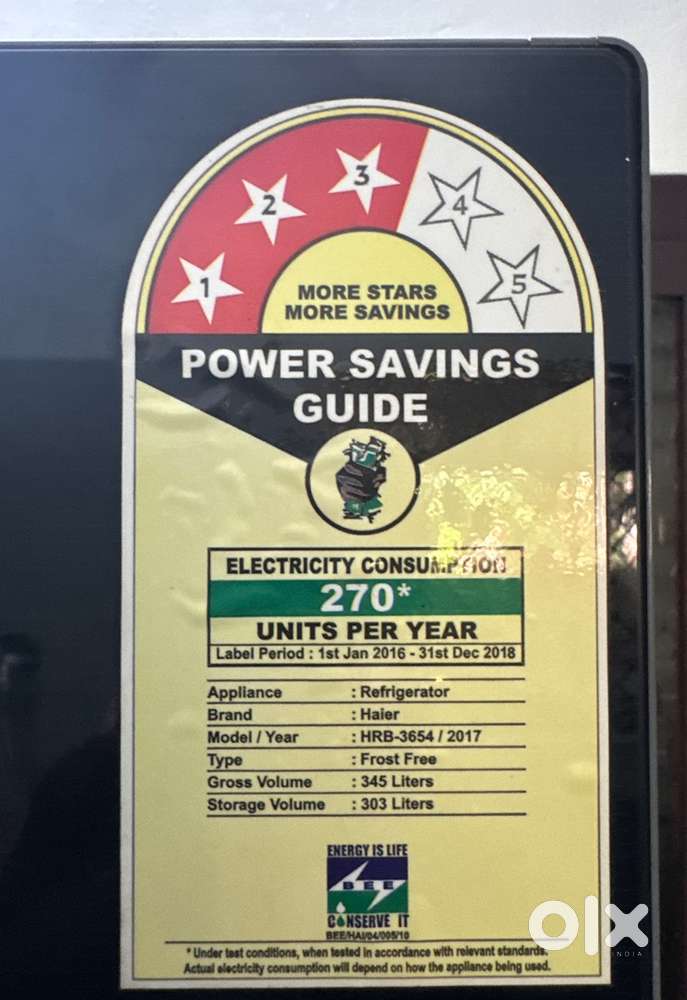 1 2 3 4 5
MORE STARS
MORE SAVINGS
POWER SAVINGS
GUIDE
ELECTRICITY CONSUMPTION
270*
UNITS PER YEAR
Label Period : 1st Jan 2016 - 31st Dec 2018
Appliance : Refrigerator
Brand : Haier
Model / Year : HRB-3654 / 2017
Type : Frost Free
Gross Volume : 345 Liters
Storage Volume : 303 Liters
ENERGY IS LIFE
BEE
CONSERVE IT
BEE/HAI/04/005/10
* Under test conditions, when tested in accordance with relevant standards.
Actual electricity consumption will depend on how the appliance being used.
olx
INDIA